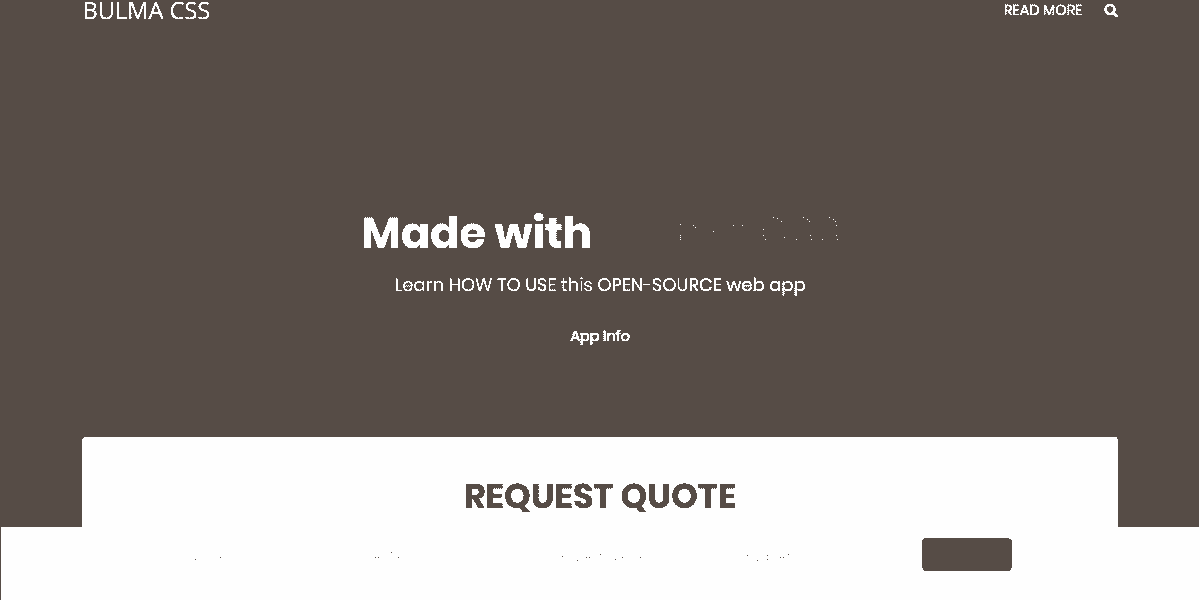 BULMA CSS
READ MORE
Made with
Learn HOW TO USE this OPEN-SOURCE web app
App Info
REQUEST QUOTE